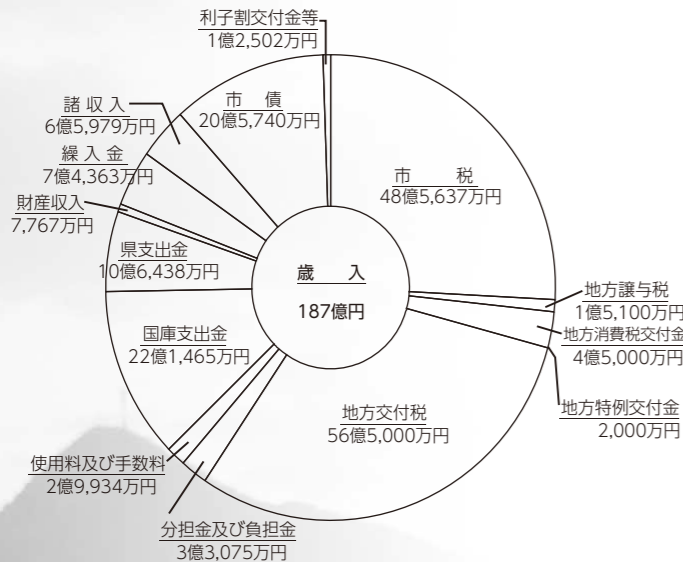 利子割交付金等
1億2,502万円
市税
48億5,637万円
地方譲与税
1億5,100万円
地方消費税交付金
4億5,000万円
地方特例交付金
2,000万円
地方交付税
56億5,000万円
分担金及び負担金
3億3,075万円
使用料及び手数料
2億9,934万円
国庫支出金
22億1,465万円
県支出金
10億6,438万円
財産収入
7,767万円
繰入金
7億4,363万円
諸収入
6億5,979万円
市債
20億5,740万円
歳入
187億円